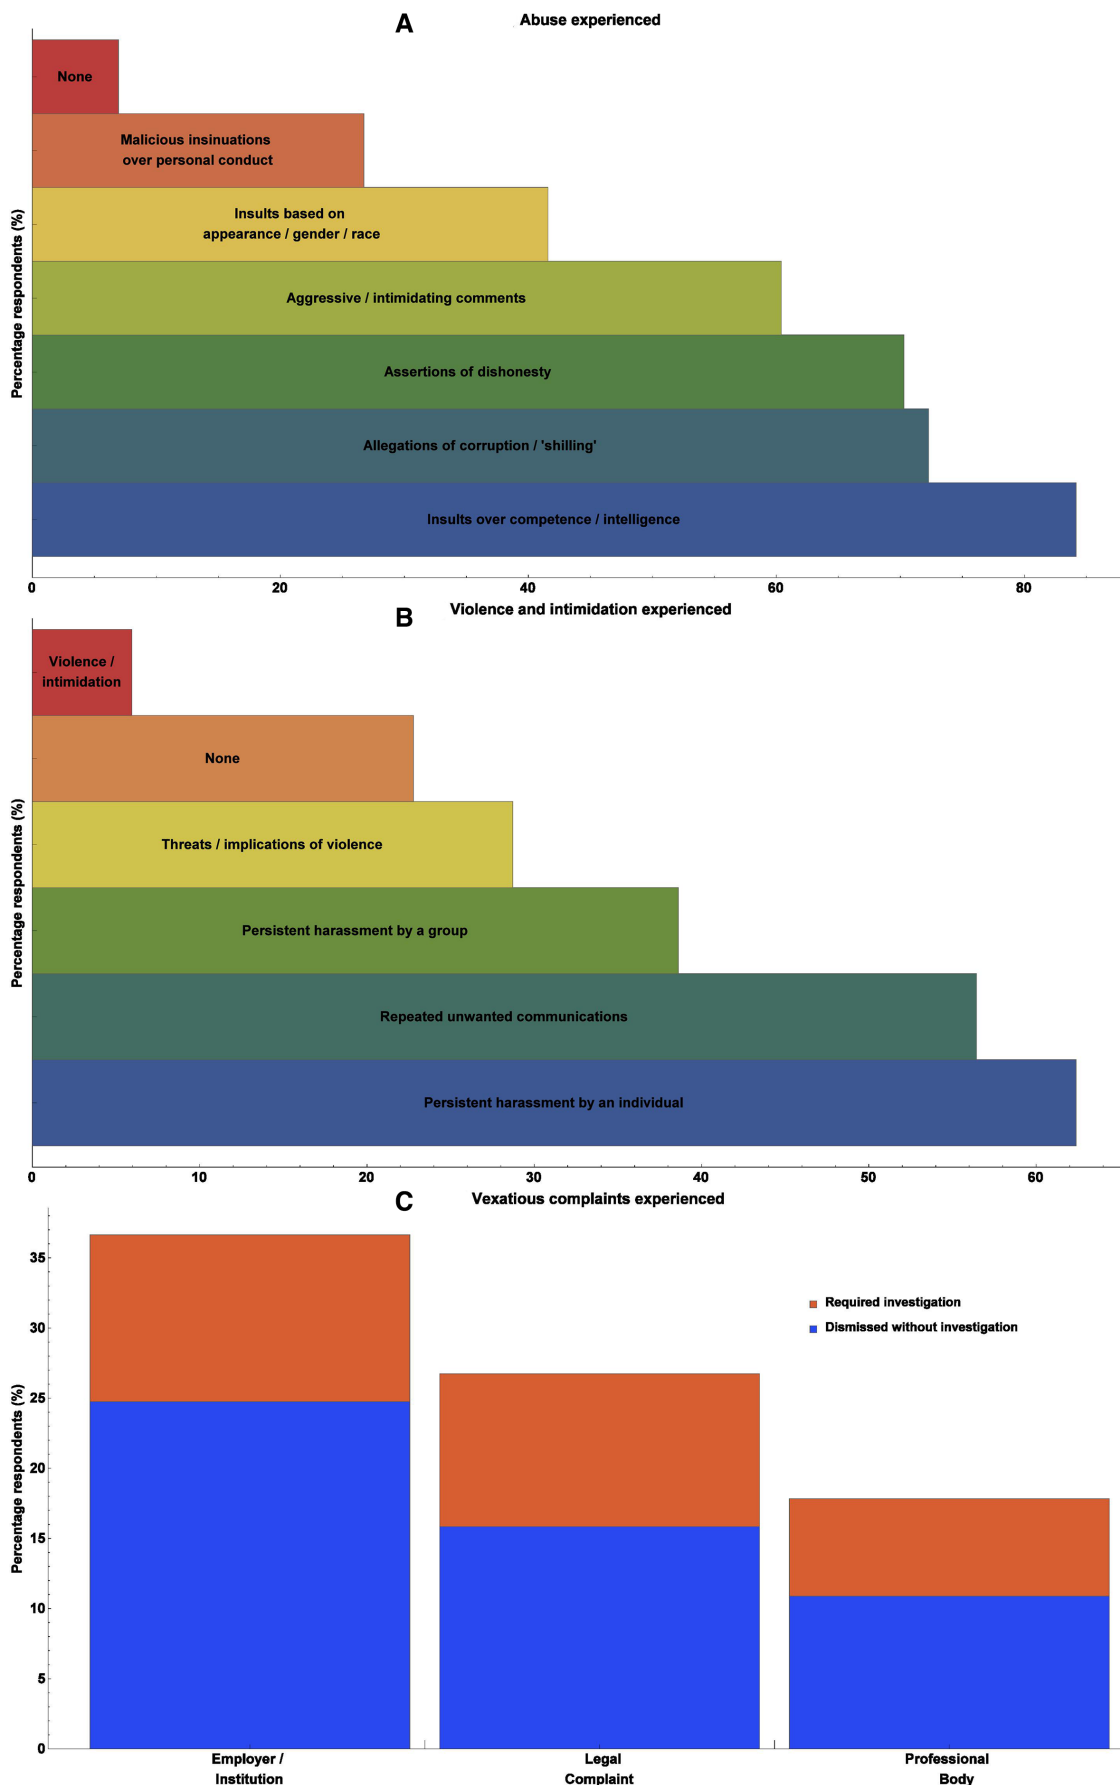 A
Abuse experienced
Percentage respondents (%)
None
Malicious insinuations
over personal conduct
Insults based on
appearance / gender / race
Aggressive / intimidating comments
Assertions of dishonesty
Allegations of corruption / 'shilling'
Insults over competence / intelligence
0 20 40 60 80
B
Violence and intimidation experienced
Percentage respondents (%)
Violence /
intimidation
None
Threats / implications of violence
Persistent harassment by a group
Repeated unwanted communications
Persistent harassment by an individual
0 10 20 30 40 50 60
C
Vexatious complaints experienced
Percentage respondents (%)
35
30
25
20
15
10
5
0
Required investigation
Dismissed without investigation
Employer /
Institution
Legal
Complaint
Professional
Body